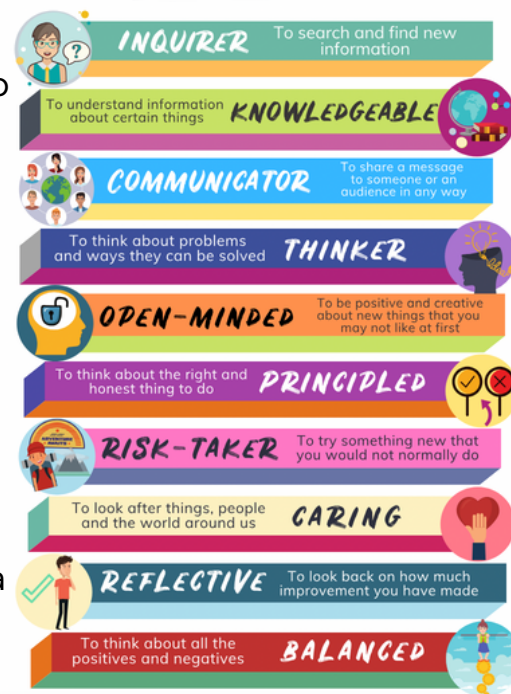 INQUIRER
To search and find new
information
To understand information
about certain things
KNOWLEDGEABLE
COMMUNICATOR
To share a message
to someone or an
audience in any way
To think about problems
and ways they can be solved
THINKER
OPEN-MINDED
To be positive and creative
about new things that you
may not like at first
To think about the right and
honest thing to do
PRINCIPLED
RISK-TAKER
To try something new that
you would not normally do
To look after things, people
and the world around us
CARING
REFLECTIVE
To look back on how much
improvement you have made
To think about all the
positives and negatives
BALANCED